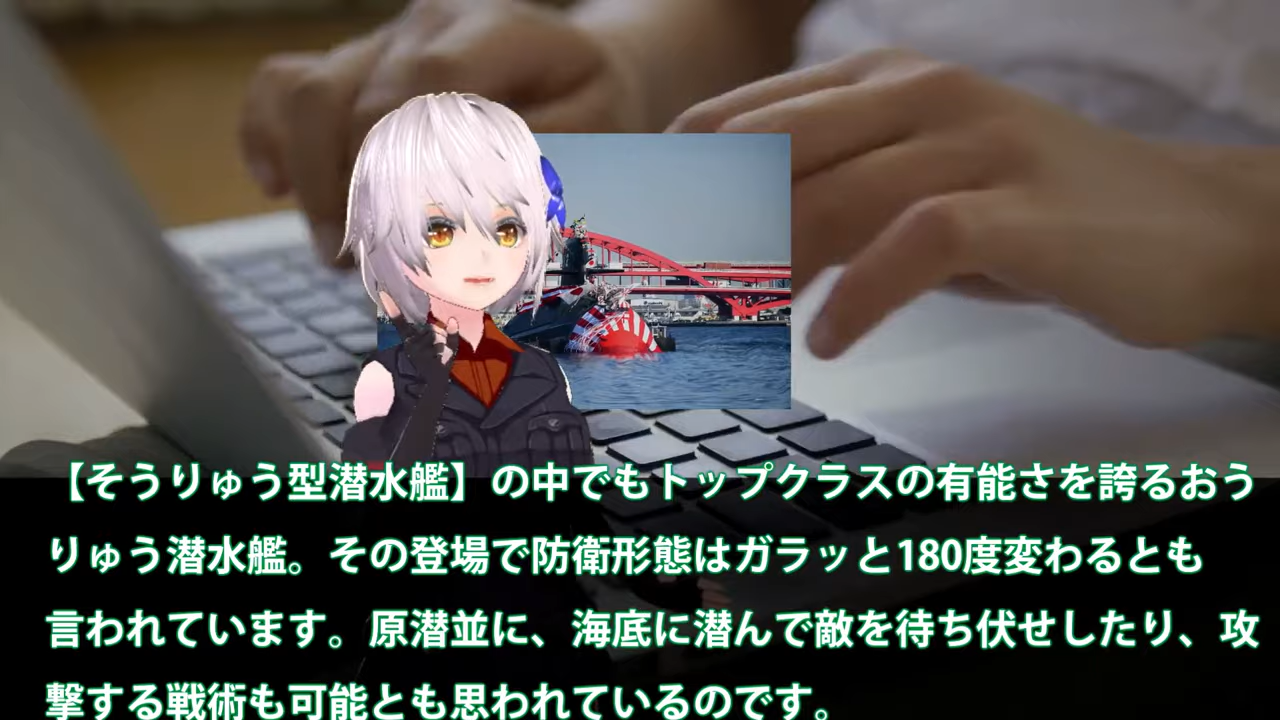 【そうりゅう型潜水艦】の中でもトップクラスの有能さを誇るおう
りゅう潜水艦。その登場で防衛形態はガラッと180度変わるとも
言われています。原潜並に、海底に潜んで敵を待ち伏せしたり、攻
撃する戦術も可能とも思われているのです。